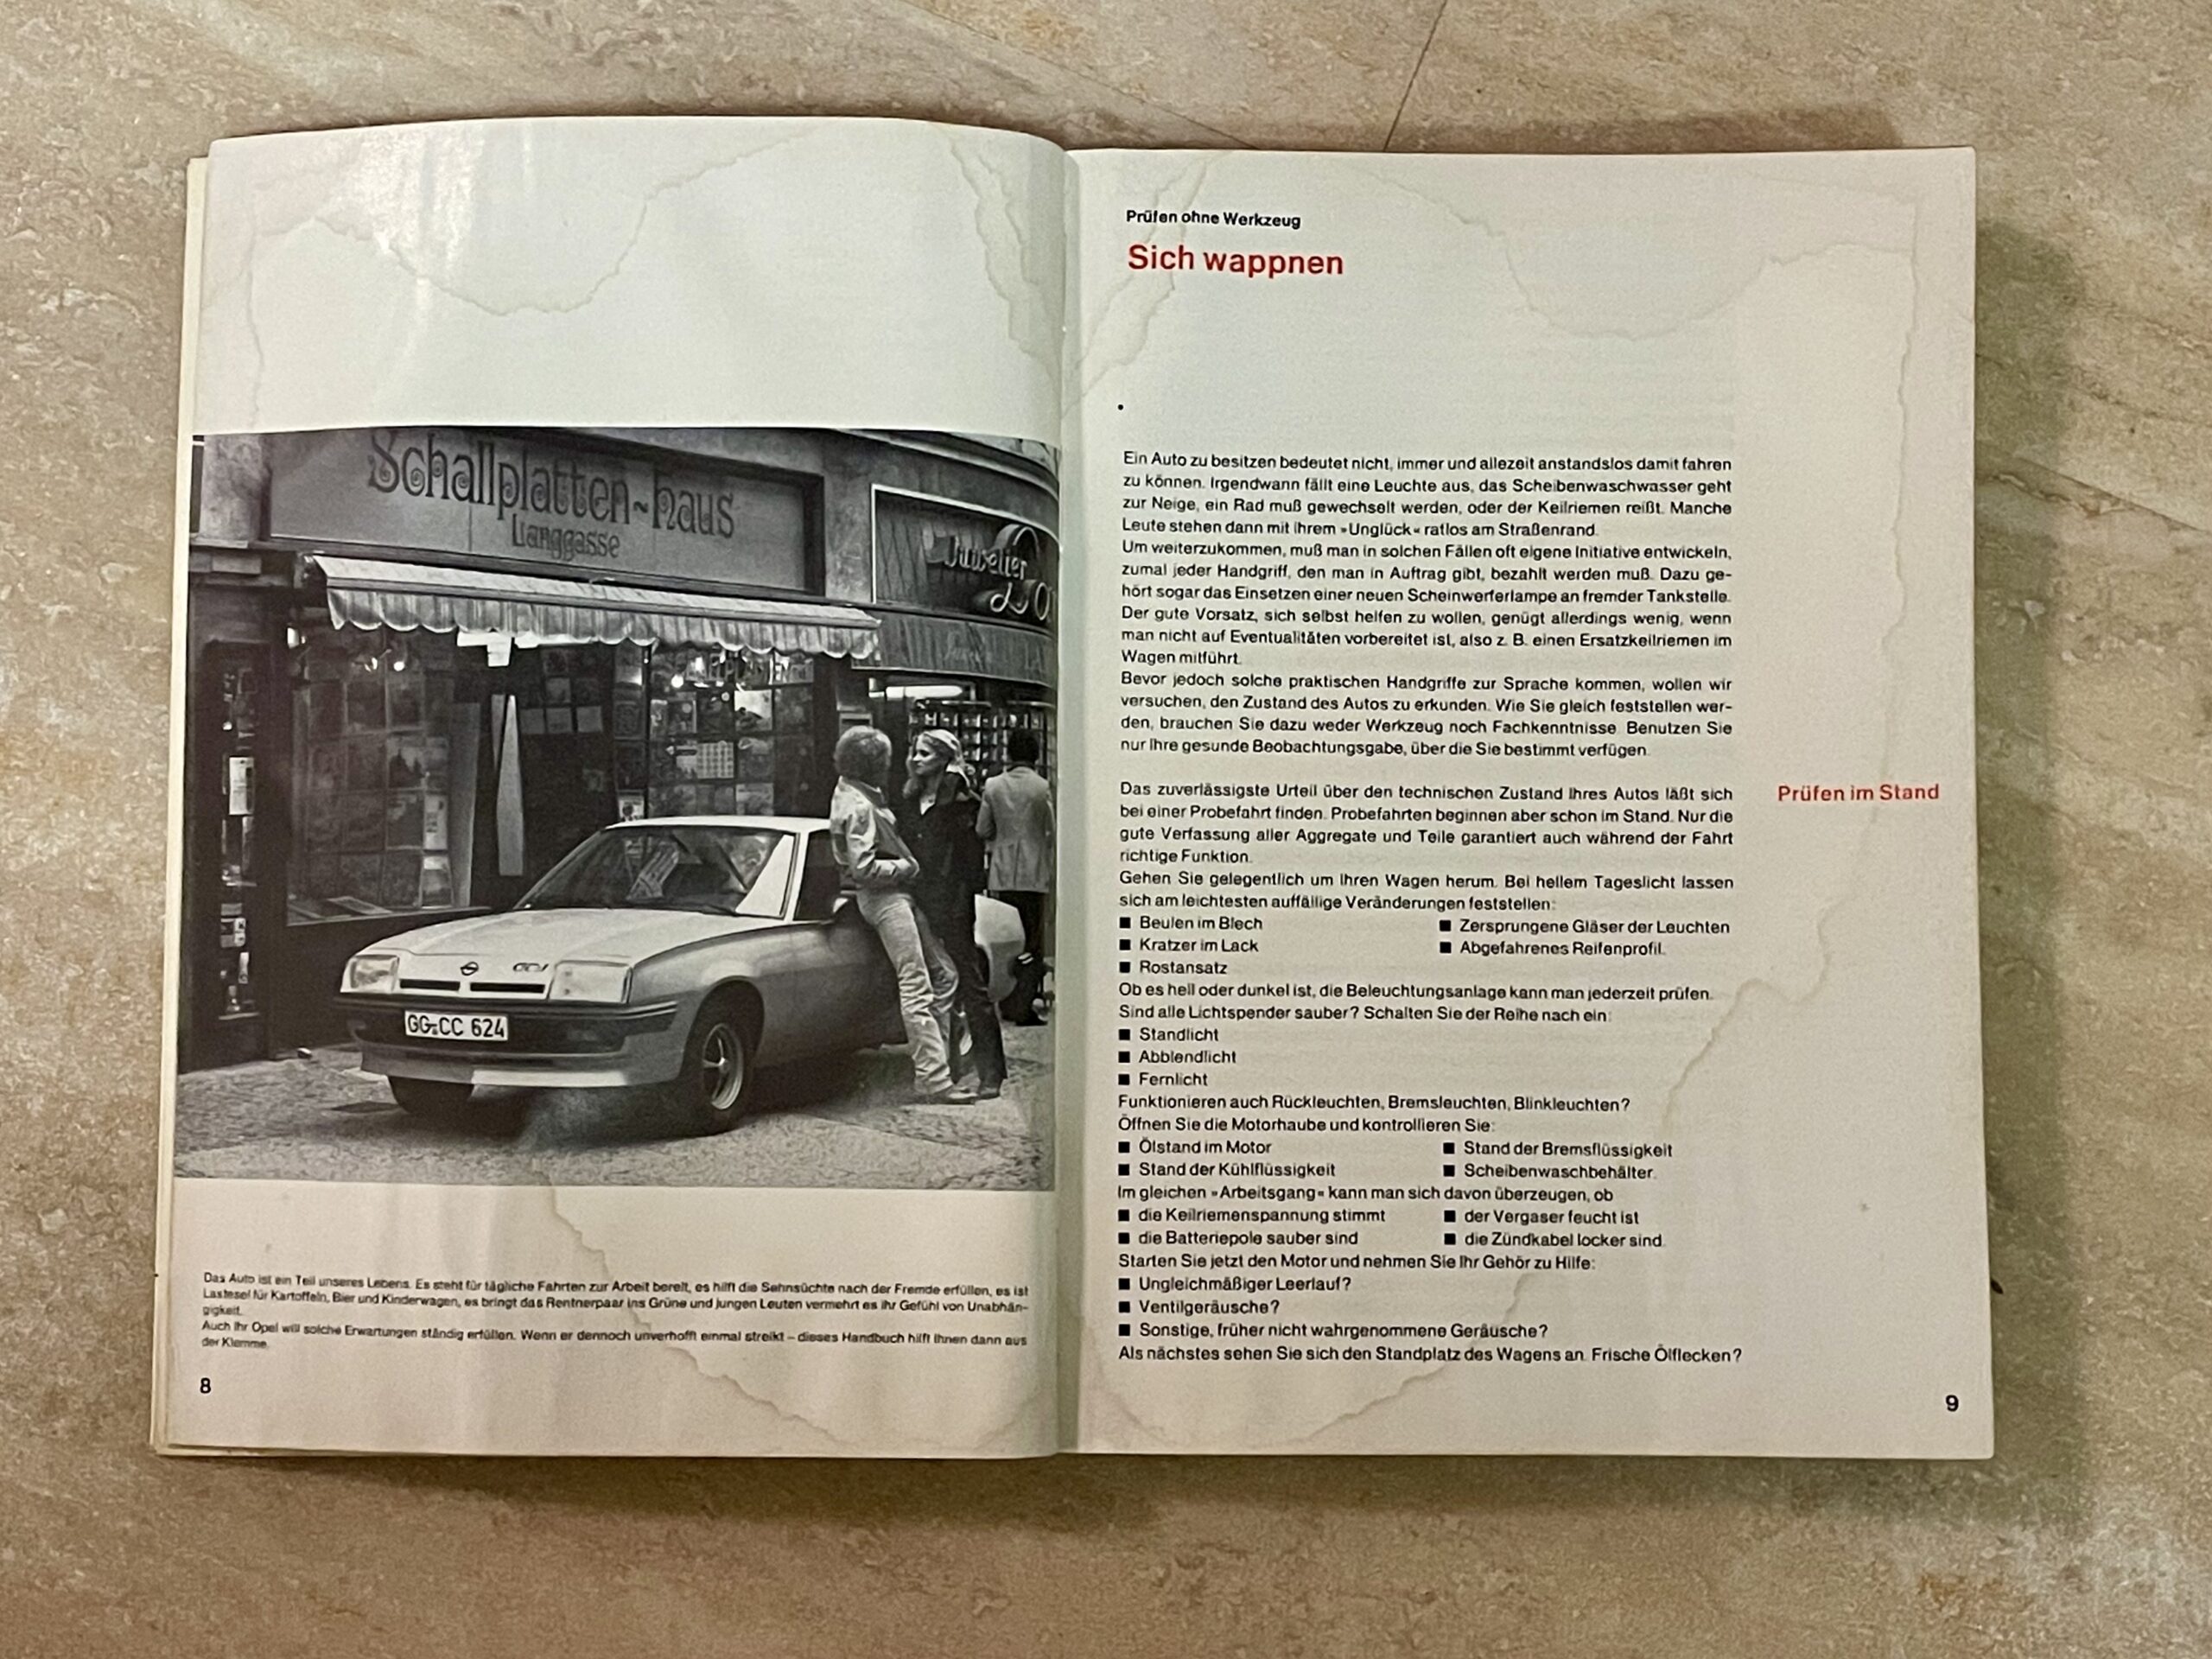 Schallplatten-haus
Langgasse
Juwelier
GG-CC 624
Das Auto ist ein Teil unseres Lebens. Es steht für tägliche Fahrten zur Arbeit bereit, es hilft die Sehnsüchte nach der Fremde erfüllen, es ist
Lastesel für Kartoffeln, Bier und Kinderwagen, es bringt das Rentnerpaar ins Grüne und jungen Leuten vermehrt es ihr Gefühl von Unabhän-
gigkeit.
Auch Ihr Opel will solche Erwartungen ständig erfüllen. Wenn er dennoch unverhofft einmal streikt – dieses Handbuch hilft Ihnen dann aus
der Klemme.
8
Prüfen ohne Werkzeug
Sich wappnen
Ein Auto zu besitzen bedeutet nicht, immer und allezeit anstandslos damit fahren
zu können. Irgendwann fällt eine Leuchte aus, das Scheibenwaschwasser geht
zur Neige, ein Rad muß gewechselt werden, oder der Keilriemen reißt. Manche
Leute stehen dann mit ihrem »Unglück« ratlos am Straßenrand.
Um weiterzukommen, muß man in solchen Fällen oft eigene Initiative entwickeln,
zumal jeder Handgriff, den man in Auftrag gibt, bezahlt werden muß. Dazu ge-
hört sogar das Einsetzen einer neuen Scheinwerferlampe an fremder Tankstelle.
Der gute Vorsatz, sich selbst helfen zu wollen, genügt allerdings wenig, wenn
man nicht auf Eventualitäten vorbereitet ist, also z. B. einen Ersatzkeilriemen im
Wagen mitführt.
Bevor jedoch solche praktischen Handgriffe zur Sprache kommen, wollen wir
versuchen, den Zustand des Autos zu erkunden. Wie Sie gleich feststellen wer-
den, brauchen Sie dazu weder Werkzeug noch Fachkenntnisse. Benutzen Sie
nur Ihre gesunde Beobachtungsgabe, über die Sie bestimmt verfügen.
Das zuverlässigste Urteil über den technischen Zustand Ihres Autos läßt sich
Prüfen im Stand
bei einer Probefahrt finden. Probefahrten beginnen aber schon im Stand. Nur die
gute Verfassung aller Aggregate und Teile garantiert auch während der Fahrt
richtige Funktion.
Gehen Sie gelegentlich um Ihren Wagen herum. Bei hellem Tageslicht lassen
sich am leichtesten auffällige Veränderungen feststellen:
■ Beulen im Blech ■ Zersprungene Gläser der Leuchten
■ Kratzer im Lack ■ Abgefahrenes Reifenprofil.
■ Rostansatz
Ob es hell oder dunkel ist, die Beleuchtungsanlage kann man jederzeit prüfen.
Sind alle Lichtspender sauber? Schalten Sie der Reihe nach ein:
■ Standlicht
■ Abblendlicht
■ Fernlicht
Funktionieren auch Rückleuchten, Bremsleuchten, Blinkleuchten?
Öffnen Sie die Motorhaube und kontrollieren Sie:
■ Ölstand im Motor ■ Stand der Bremsflüssigkeit
■ Stand der Kühlflüssigkeit ■ Scheibenwaschbehälter.
Im gleichen »Arbeitsgang« kann man sich davon überzeugen, ob
■ die Keilriemenspannung stimmt ■ der Vergaser feucht ist
■ die Batteriepole sauber sind ■ die Zündkabel locker sind.
Starten Sie jetzt den Motor und nehmen Sie Ihr Gehör zu Hilfe:
■ Ungleichmäßiger Leerlauf?
■ Ventilgeräusche?
■ Sonstige, früher nicht wahrgenommene Geräusche?
Als nächstes sehen Sie sich den Standplatz des Wagens an. Frische Ölflecken?
9